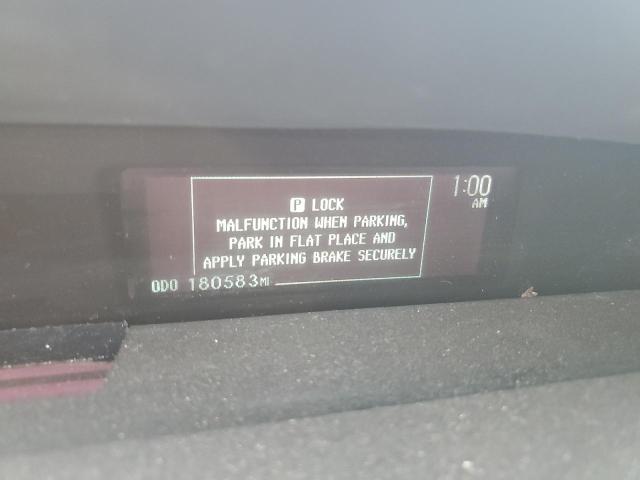 P LOCK
MALFUNCTION WHEN PARKING,
PARK IN FLAT PLACE AND
APPLY PARKING BRAKE SECURELY
1:00
AM
ODO 180583MI